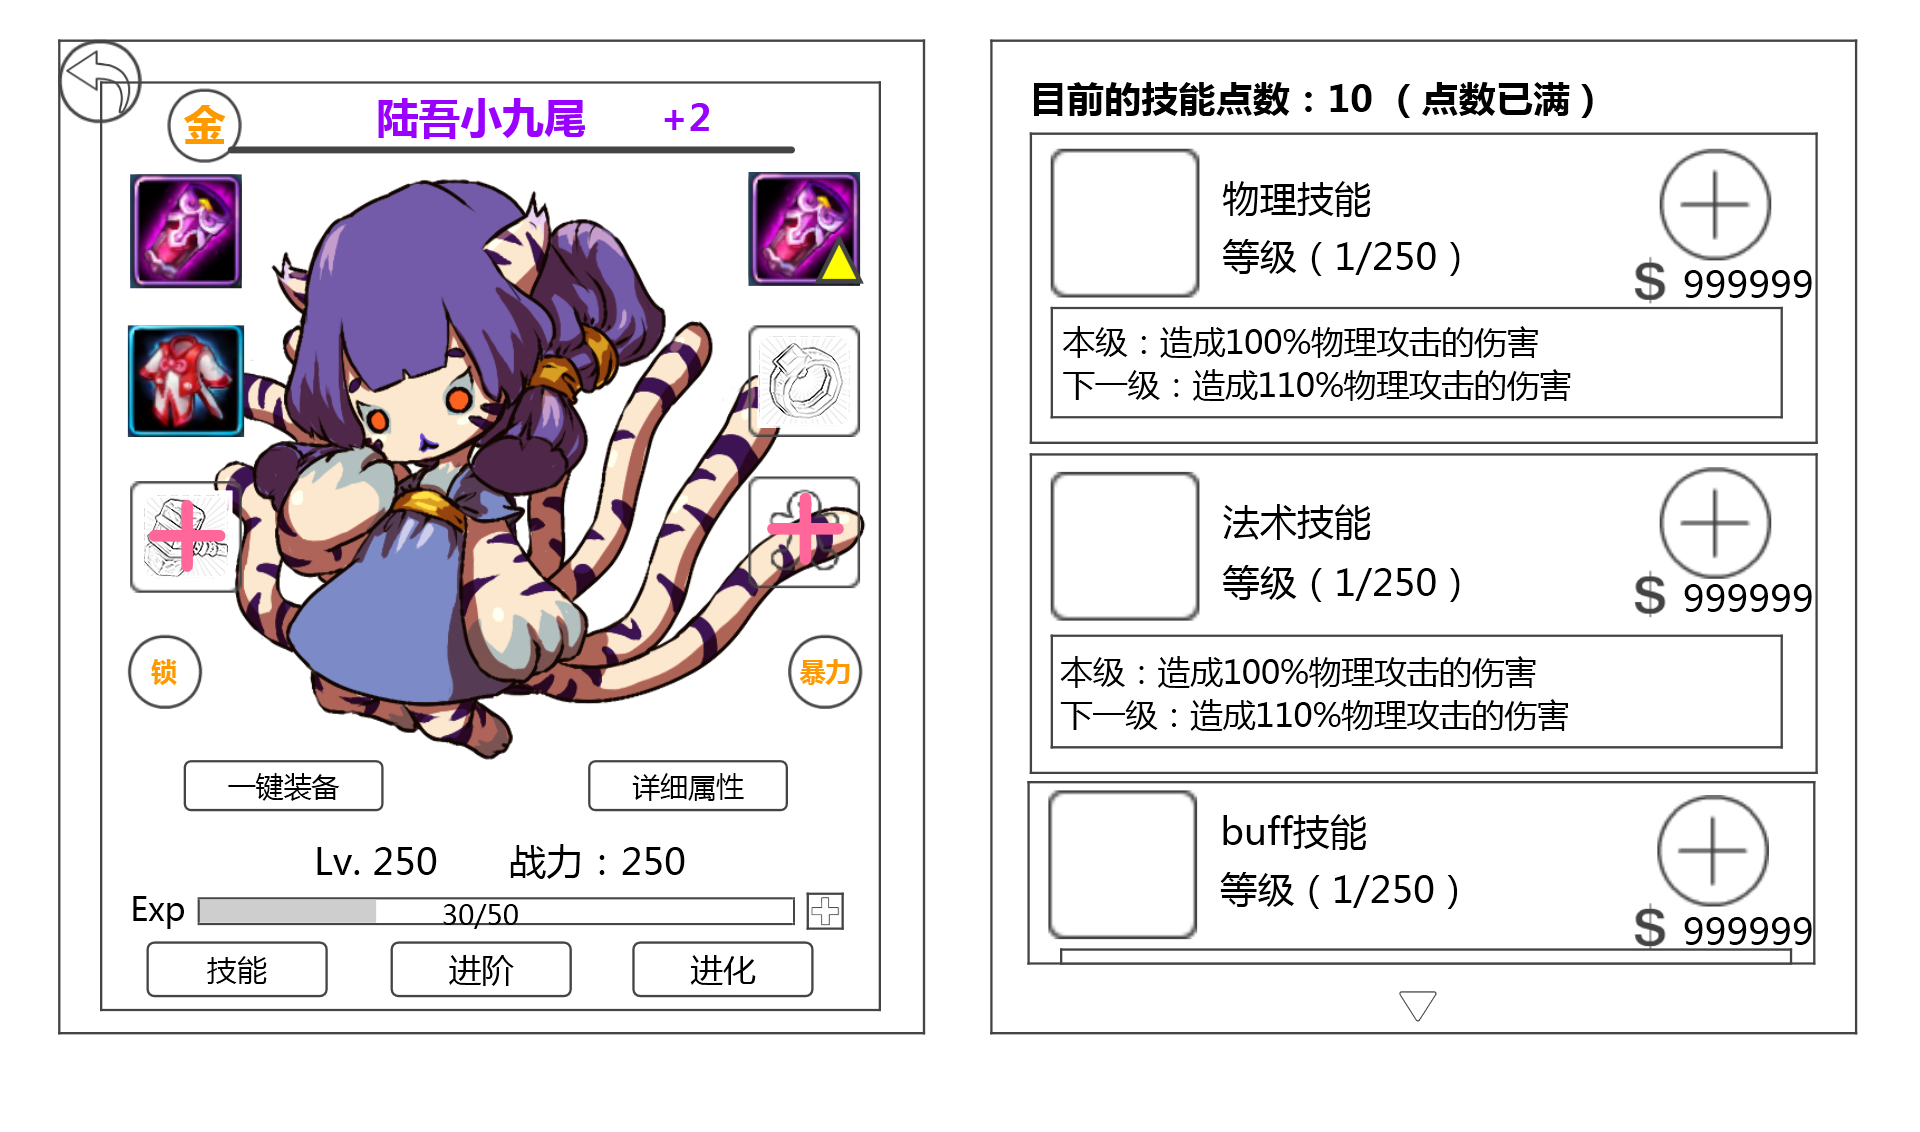 金
陆吾小九尾 +2
锁
暴力
一键装备
详细属性
Lv. 250 战力：250
Exp 30/50
技能
进阶
进化
目前的技能点数：10 （点数已满）
物理技能
等级（1/250）
$ 999999
本级：造成100%物理攻击的伤害
下一级：造成110%物理攻击的伤害
法术技能
等级（1/250）
$ 999999
本级：造成100%物理攻击的伤害
下一级：造成110%物理攻击的伤害
buff技能
等级（1/250）
$ 999999